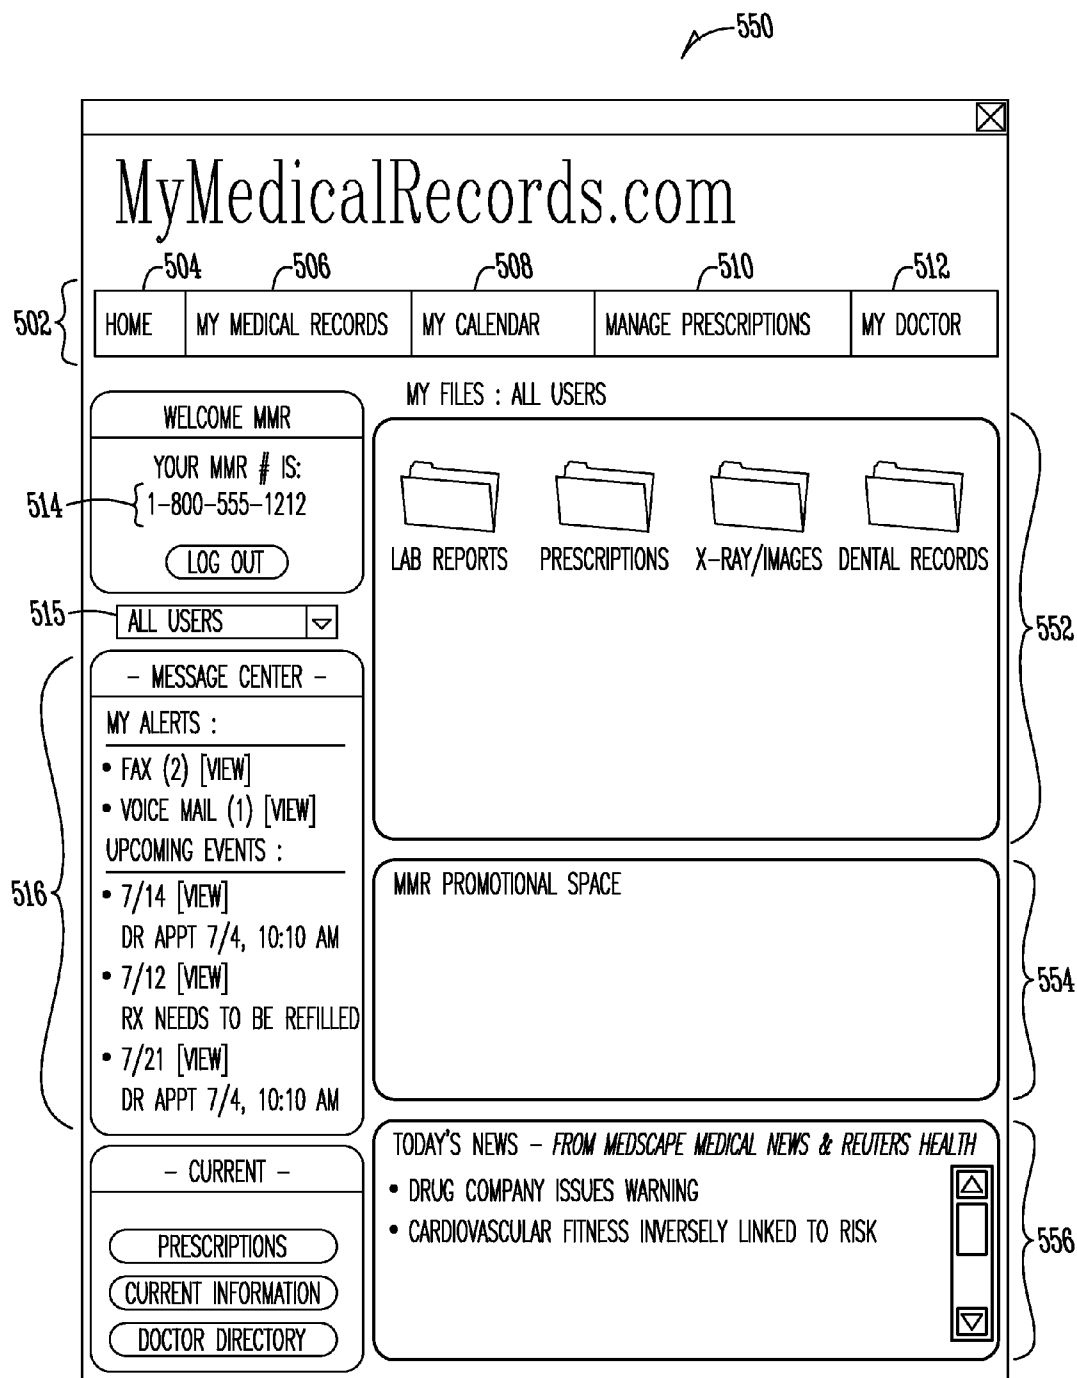 550
MyMedicalRecords.com
504 506 508 510 512
502
HOME MY MEDICAL RECORDS MY CALENDAR MANAGE PRESCRIPTIONS MY DOCTOR
WELCOME MMR
YOUR MMR # IS:
514
1-800-555-1212
LOG OUT
515
ALL USERS
516
- MESSAGE CENTER -
MY ALERTS :
• FAX (2) [VIEW]
• VOICE MAIL (1) [VIEW]
UPCOMING EVENTS :
• 7/14 [VIEW]
DR APPT 7/4, 10:10 AM
• 7/12 [VIEW]
RX NEEDS TO BE REFILLED
• 7/21 [VIEW]
DR APPT 7/4, 10:10 AM
- CURRENT -
PRESCRIPTIONS
CURRENT INFORMATION
DOCTOR DIRECTORY
MY FILES : ALL USERS
LAB REPORTS PRESCRIPTIONS X-RAY/IMAGES DENTAL RECORDS
552
MMR PROMOTIONAL SPACE
554
TODAY'S NEWS - FROM MEDSCAPE MEDICAL NEWS & REUTERS HEALTH
• DRUG COMPANY ISSUES WARNING
• CARDIOVASCULAR FITNESS INVERSELY LINKED TO RISK
556